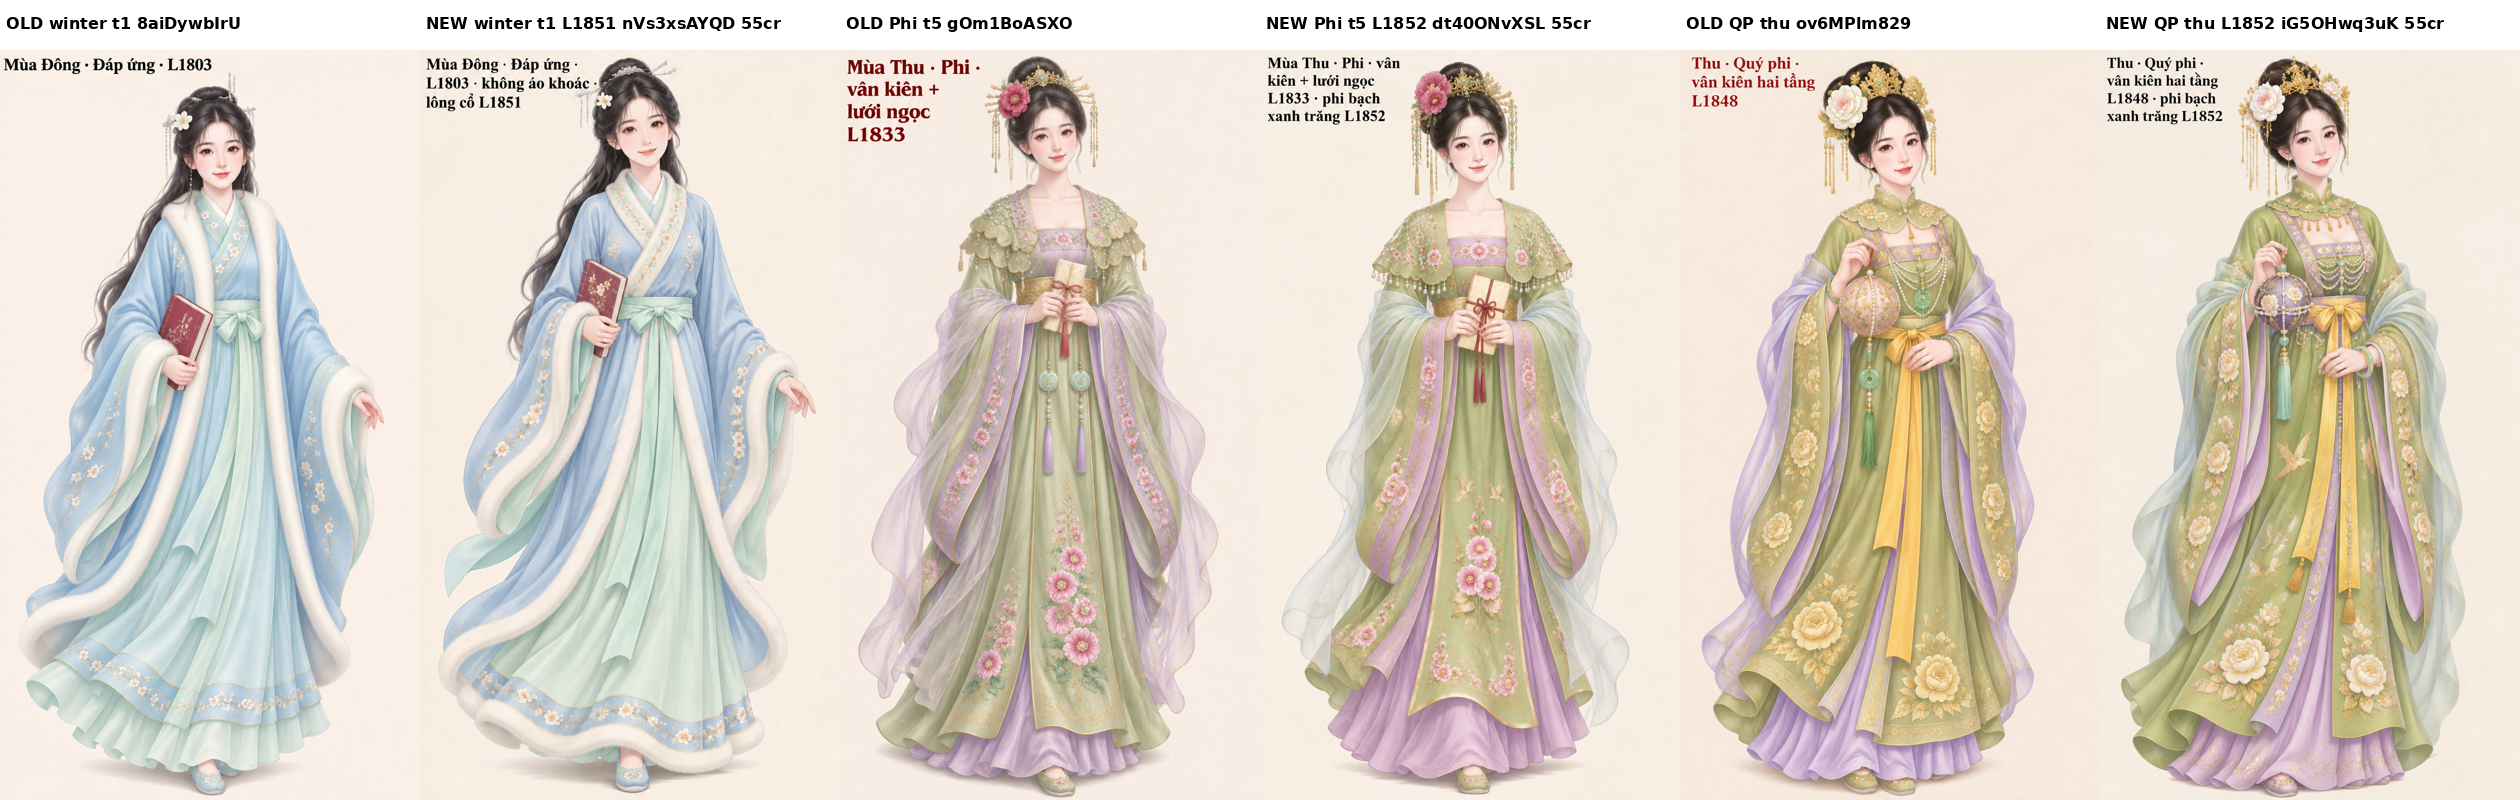 OLD winter t1 8aiDywbIrU
NEW winter t1 L1851 nVs3xsAYQD 55cr
OLD Phi t5 gOm1BoASXO
NEW Phi t5 L1852 dt40ONvXSL 55cr
OLD QP thu ov6MPlm829
NEW QP thu L1852 iG5OHwq3uK 55cr
Mùa Đông · Đáp ứng · L1803
Mùa Đông · Đáp ứng ·
L1803 · không áo khoác ·
lông cổ L1851
Mùa Thu · Phi ·
vân kiên +
lưới ngọc
L1833
Mùa Thu · Phi · vân
kiên + lưới ngọc
L1833 · phi bạch
xanh trăng L1852
Thu · Quý phi ·
vân kiên hai tầng
L1848
Thu · Quý phi ·
vân kiên hai tầng
L1848 · phi bạch
xanh trăng L1852